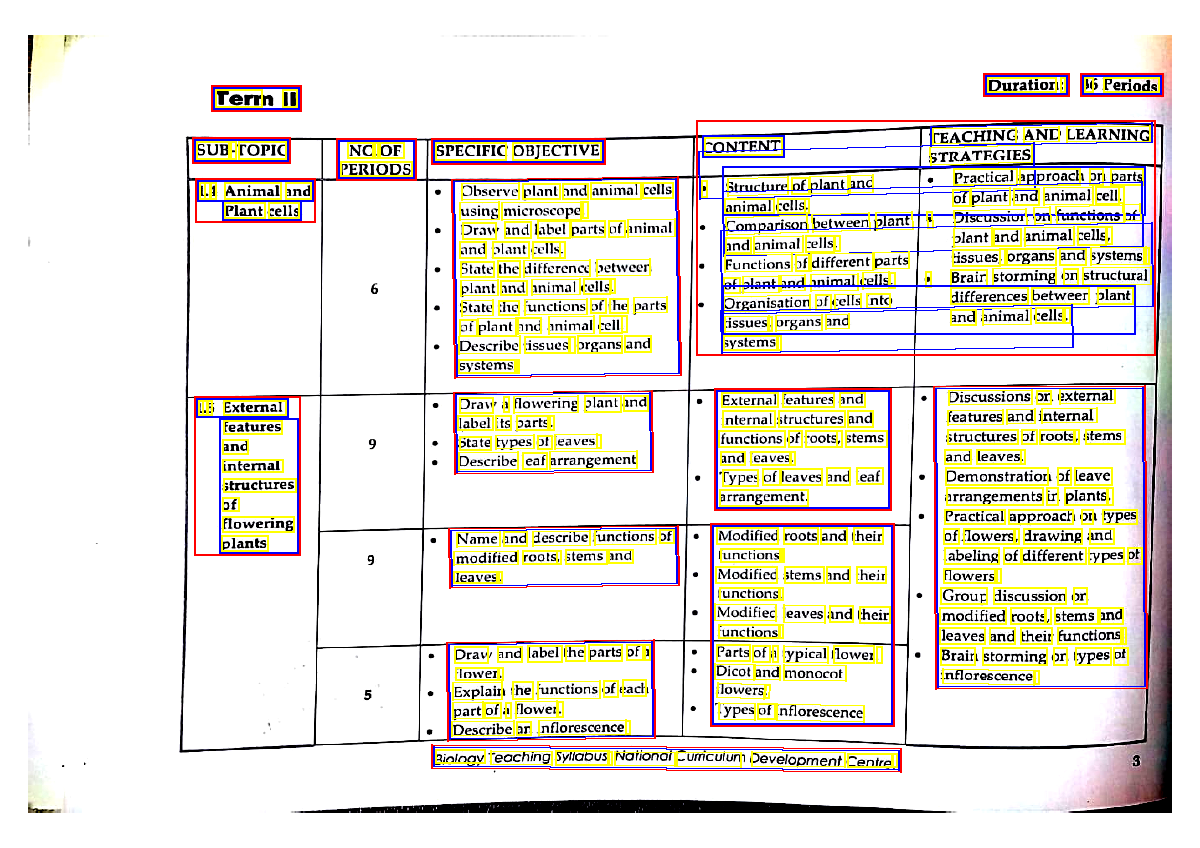 Term II
Duration: Periods
SUB-TOPIC
NO. OF
PERIODS
SPECIFIC OBJECTIVE
CONTENT
TEACHING AND LEARNING
STRATEGIES
1.4 Animal and
Plant cells
6
• Observe plant and animal cells
using microscope
• Draw and label parts of animal
and plant cells.
• State the difference between
plant and animal cells.
• State the functions of the parts
of plant and animal cell
• Describe tissues, organs and
systems
• Structure of plant and
animal cells.
• Comparison between plant
and animal cells.
• Functions of different parts
of plant and animal cells.
• Organisation of cells into
tissues, organs and
systems
• Practical approach on parts
of plant and animal cell.
• Discussion on functions of
plant and animal cells,
tissues, organs and systems
• Brain storming on structural
differences between plant
and animal cells.
1.5 External
features
and
internal
structures
of
flowering
plants
9
• Draw a flowering plant and
label its parts.
• State types of leaves
• Describe leaf arrangement
• External features and
internal structures and
functions of roots, stems
and leaves.
• Types of leaves and leaf
arrangement.
• Discussions on external
features and internal
structures of roots, stems
and leaves.
• Demonstration of leave
arrangements in plants.
• Practical approach on types
of flowers, drawing and
labeling of different types of
flowers
• Group discussion on
modified roots, stems and
leaves and their functions
• Brain storming on types of
inflorescence
9
• Name and describe functions of
modified roots, stems and
leaves.
• Modified roots and their
functions
• Modified stems and their
functions.
• Modified leaves and their
functions
5
• Draw and label the parts of a
flower.
• Explain the functions of each
part of a flower.
• Describe an inflorescence
• Parts of a typical flower
• Dicot and monocot
flowers.
• Types of inflorescence
Biology Teaching Syllabus National Curriculum Development Centre,
3